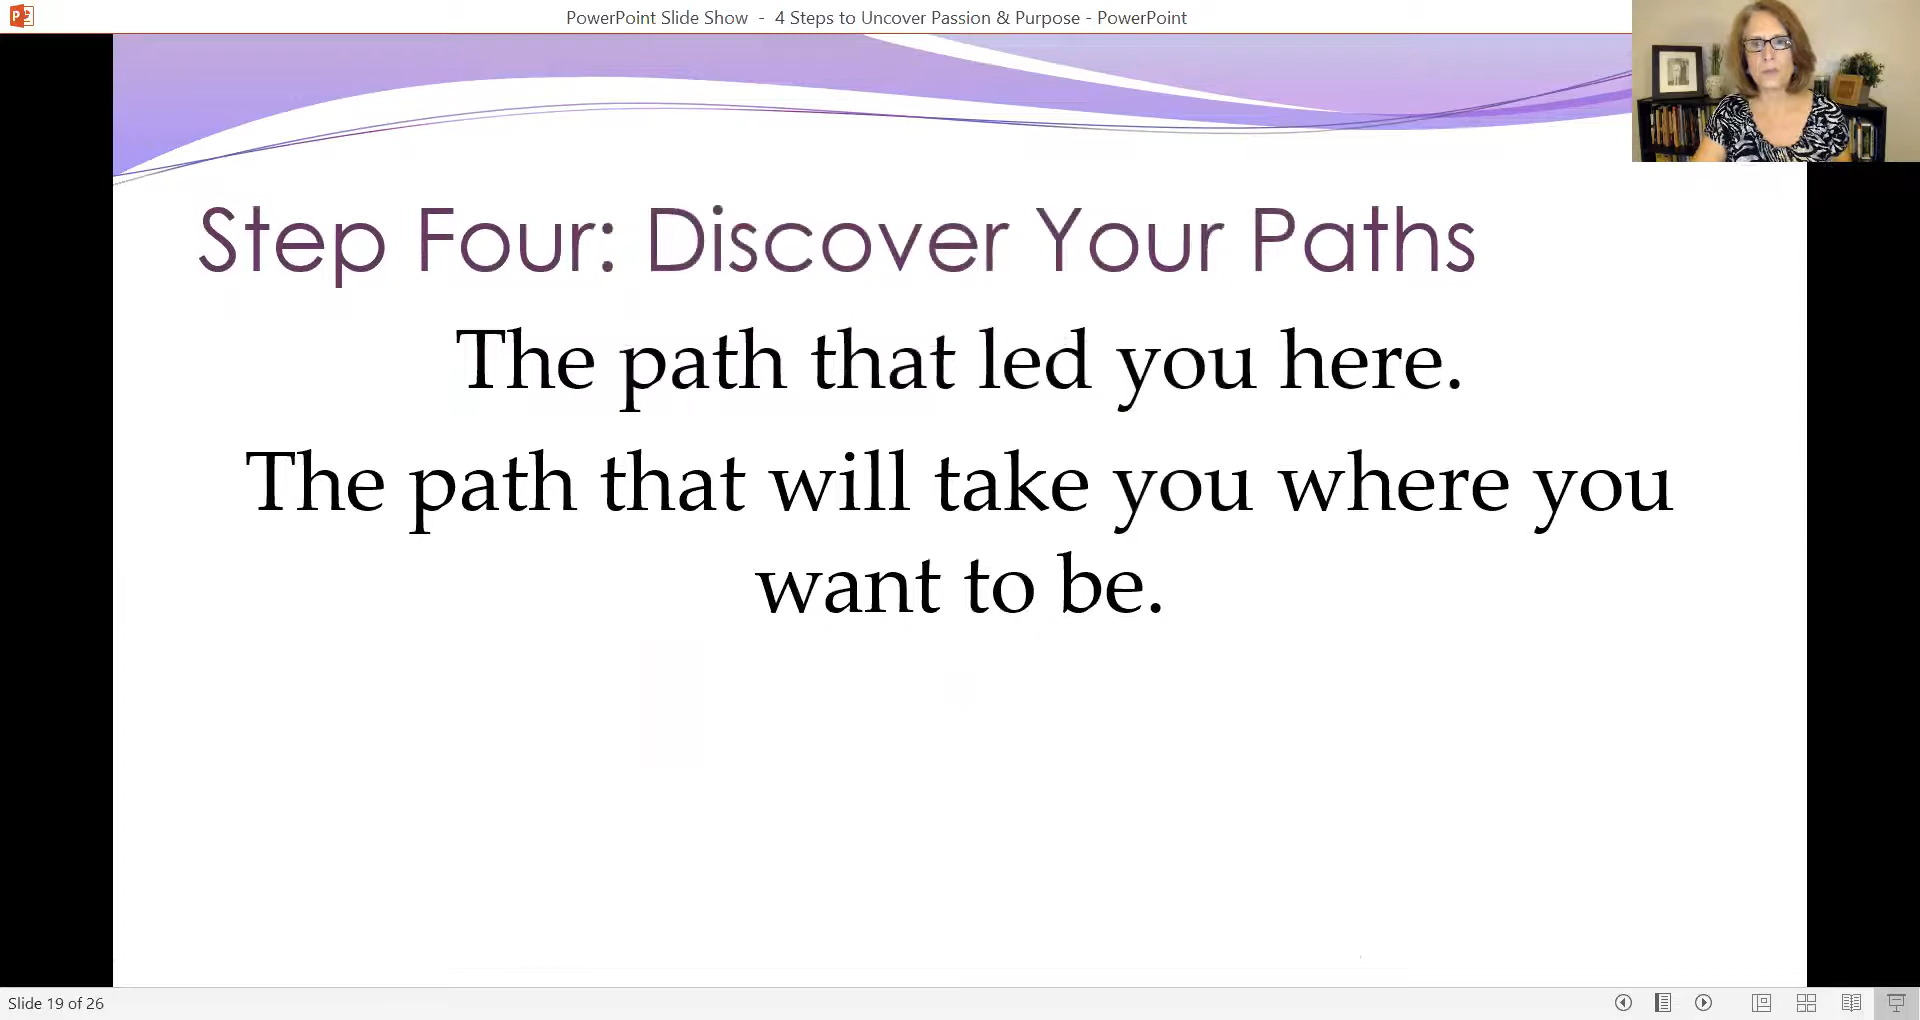 PowerPoint Slide Show - 4 Steps to Uncover Passion & Purpose - PowerPoint
Step Four: Discover Your Paths
The path that led you here.
The path that will take you where you
want to be.
Slide 19 of 26